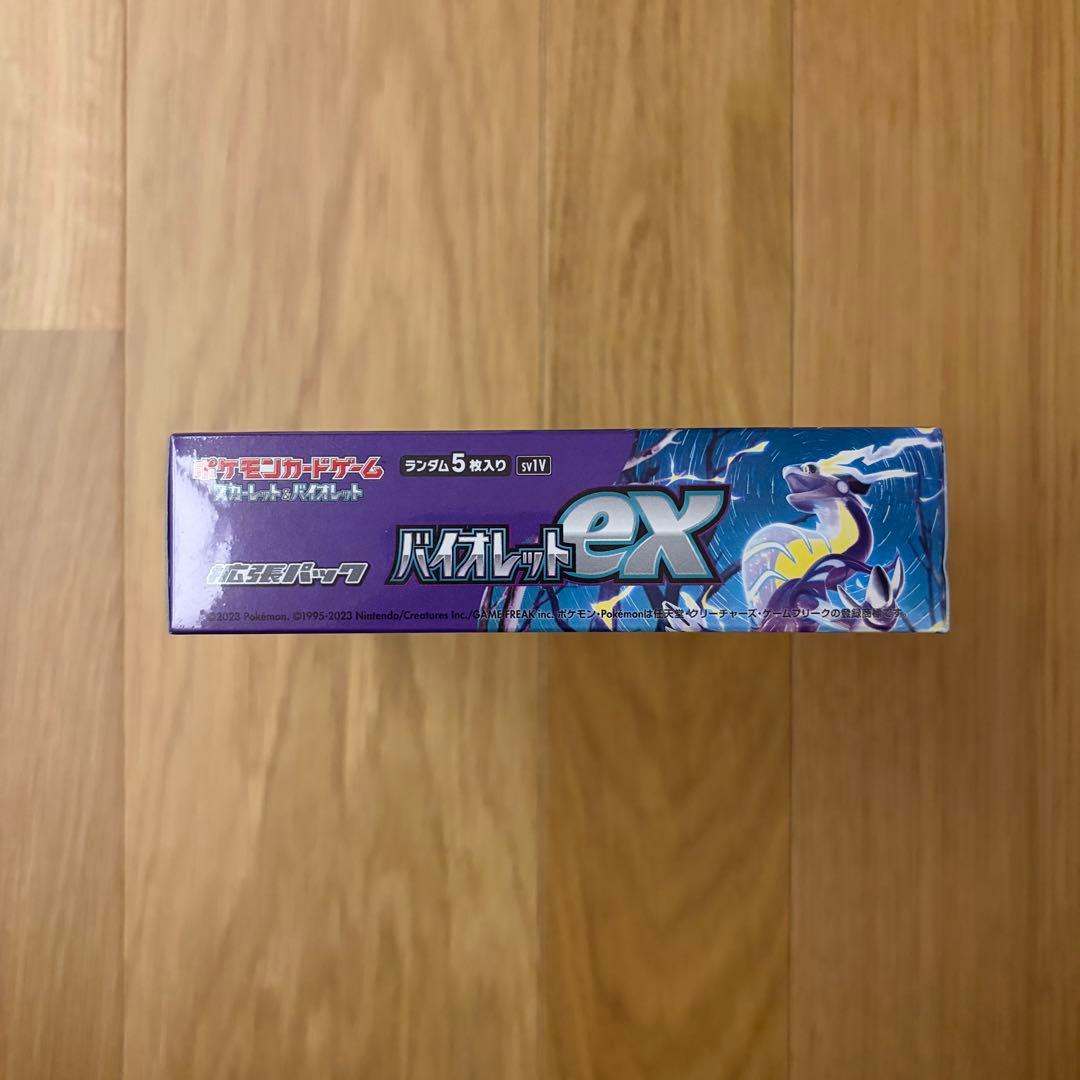 ポケモンカードゲーム
スカーレット&バイオレット
ランダム5枚入り sv1V
拡張パック
バイオレットex
©2023 Pokémon. ©1995-2023 Nintendo/Creatures Inc./GAME FREAK inc. ポケモン・Pokémonは任天堂・クリーチャーズ・ゲームフリークの登録商標です。